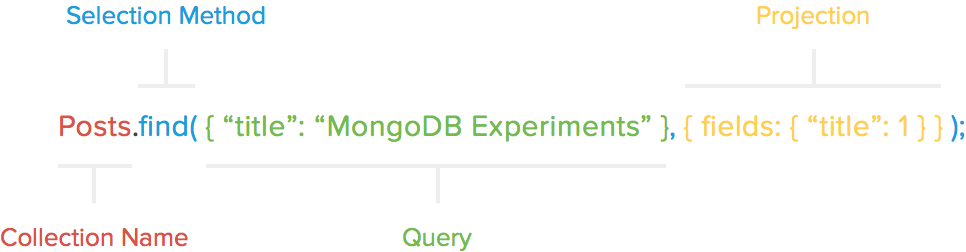 Selection Method Projection
Posts.find( { “title”: “MongoDB Experiments” }, { fields: { “title”: 1 } } );
Collection Name Query